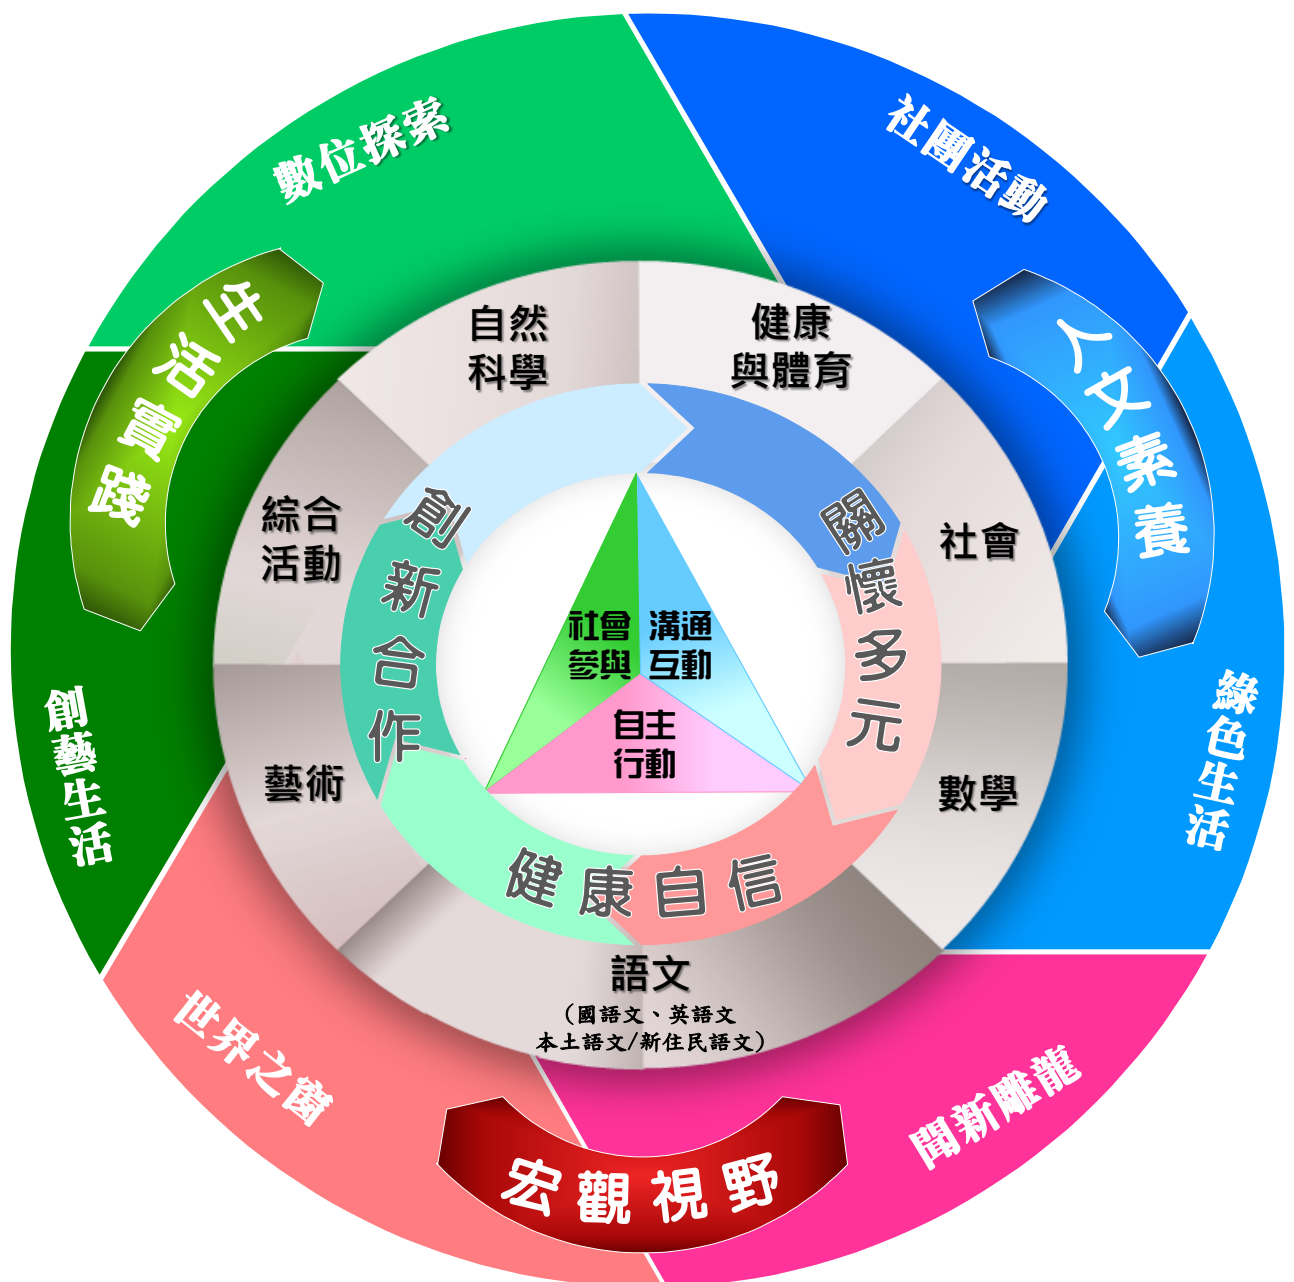 數位探索
社團活動
生活實踐
人文素養
自然
科學
健康
與體育
綜合
活動
社會
創新合作
關懷多元
社會
參與
溝通
互動
自主
行動
創藝生活
綠色生活
藝術
數學
健康自信
語文
（國語文、英語文
本土語文/新住民語文）
世界之窗
聞新雕龍
宏觀視野